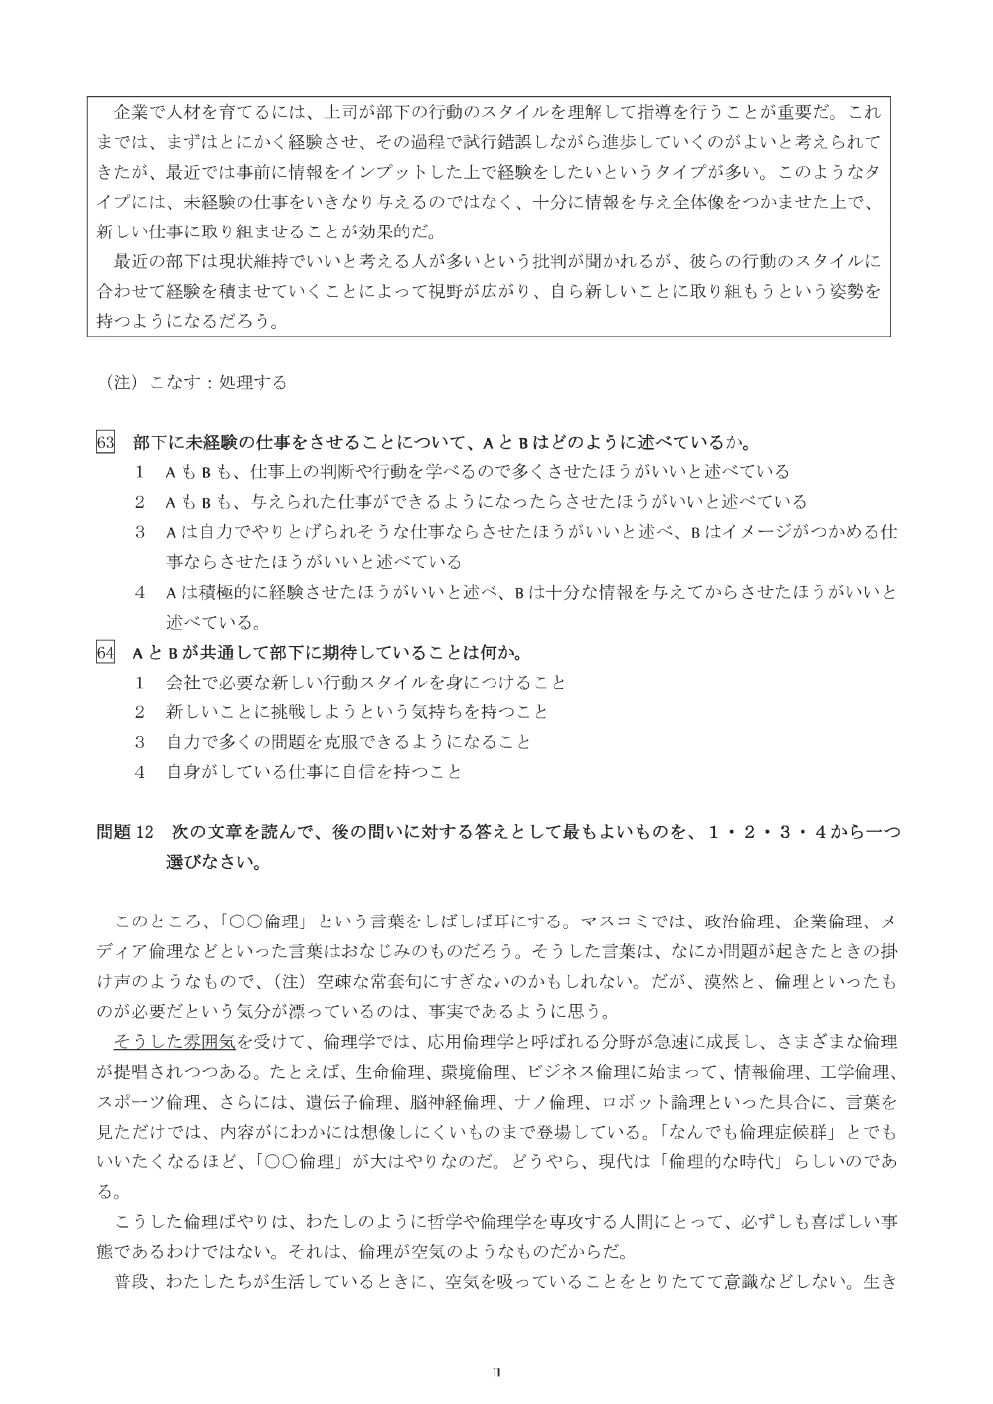 企業で人材を育てるには、上司が部下の行動のスタイルを理解して指導を行うことが重要だ。これ
までは、まずはとにかく経験させ、その過程で試行錯誤しながら進歩していくのがよいと考えられて
きたが、最近では事前に情報をインプットした上で経験をしたいというタイプが多い。このようなタ
イプには、未経験の仕事をいきなり与えるのではなく、十分に情報を与え全体像をつかませた上で、
新しい仕事に取り組ませることが効果的だ。
最近の部下は現状維持でいいと考える人が多いという批判が聞かれるが、彼らの行動のスタイルに
合わせて経験を積ませていくことによって視野が広がり、自ら新しいことに取り組もうという姿勢を
持つようになるだろう。
（注）こなす：処理する
63 部下に未経験の仕事をさせることについて、AとBはどのように述べているか。
1 AもBも、仕事上の判断や行動を学べるので多くさせたほうがいいと述べている
2 AもBも、与えられた仕事ができるようになったらさせたほうがいいと述べている
3 Aは自力でやりとげられそうな仕事ならさせたほうがいいと述べ、Bはイメージがつかめる仕
事ならさせたほうがいいと述べている
4 Aは積極的に経験させたほうがいいと述べ、Bは十分な情報を与えてからさせたほうがいいと
述べている。
64 AとBが共通して部下に期待していることは何か。
1 会社で必要な新しい行動スタイルを身につけること
2 新しいことに挑戦しようという気持ちを持つこと
3 自力で多くの問題を克服できるようになること
4 自身がしている仕事に自信を持つこと
問題12 次の文章を読んで、後の問いに対する答えとして最もよいものを、１・２・３・４から一つ
選びなさい。
このところ、「○○倫理」という言葉をしばしば耳にする。マスコミでは、政治倫理、企業倫理、メ
ディア倫理などといった言葉はおなじみのものだろう。そうした言葉は、なにか問題が起きたときの掛
け声のようなもので、（注）空疎な常套句にすぎないのかもしれない。だが、漠然と、倫理といったも
のが必要だという気分が漂っているのは、事実であるように思う。
そうした雰囲気を受けて、倫理学では、応用倫理学と呼ばれる分野が急速に成長し、さまざまな倫理
が提唱されつつある。たとえば、生命倫理、環境倫理、ビジネス倫理に始まって、情報倫理、工学倫理、
スポーツ倫理、さらには、遺伝子倫理、脳神経倫理、ナノ倫理、ロボット論理といった具合に、言葉を
見ただけでは、内容がにわかには想像しにくいものまで登場している。「なんでも倫理症候群」とでも
いいたくなるほど、「○○倫理」が大はやりなのだ。どうやら、現代は「倫理的な時代」らしいのであ
る。
こうした倫理ばやりは、わたしのように哲学や倫理学を専攻する人間にとって、必ずしも喜ばしい事
態であるわけではない。それは、倫理が空気のようなものだからだ。
普段、わたしたちが生活しているときに、空気を吸っていることをとりたてて意識などしない。生き
11